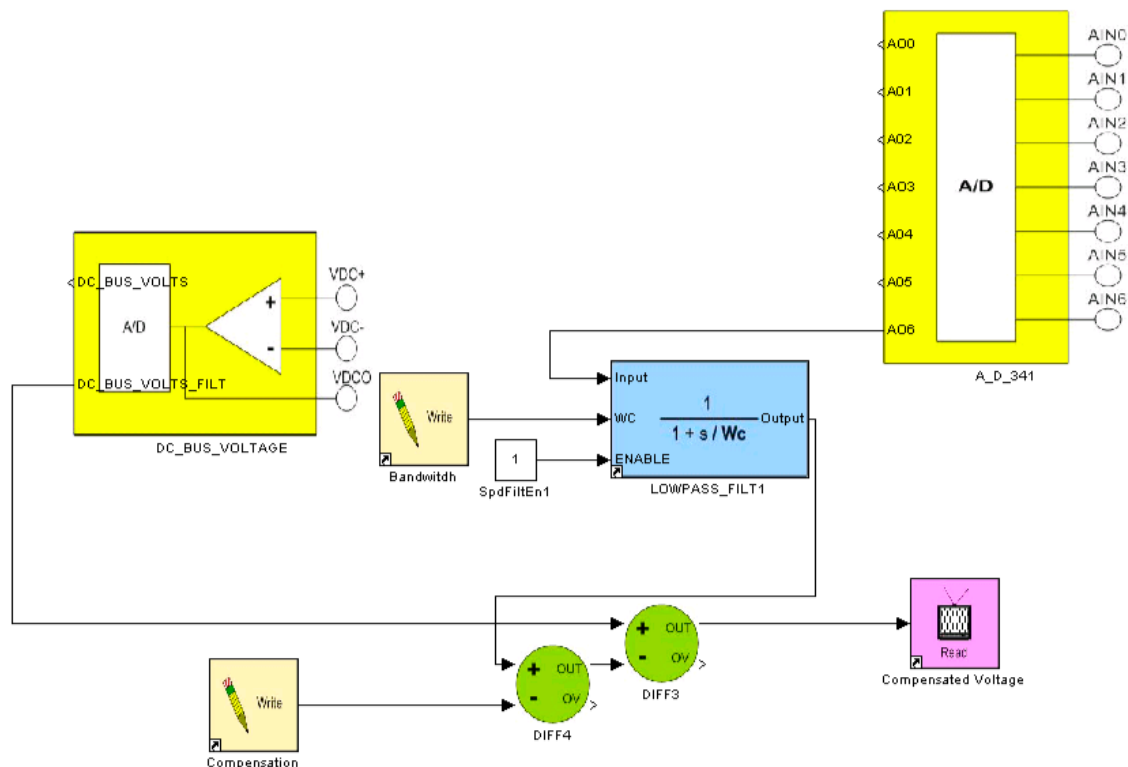 AO0
AO1
AO2
AO3
AO4
AO5
AO6
A/D
AIN0
AIN1
AIN2
AIN3
AIN4
AIN5
AIN6
A_D_341
DC_BUS_VOLTS
A/D
DC_BUS_VOLTS_FILT
+
-
VDC+
VDC-
VDCO
DC_BUS_VOLTAGE
Write
Bandwitdh
1
SpdFiltEn1
Input
WC
ENABLE
1
1 + s / Wc
Output
LOWPASS_FILT1
+ OUT
- OV
DIFF3
+ OUT
- OV
DIFF4
Write
Compensation
Read
Compensated Voltage